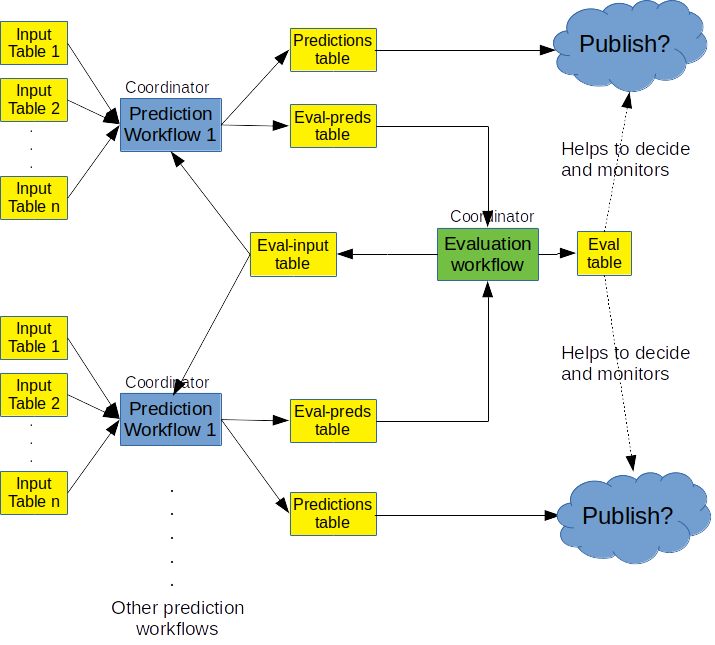 Input
Table 1
Input
Table 2
.
.
.
Input
Table n
Coordinator
Prediction
Workflow 1
Predictions
table
Eval-preds
table
Publish?
Helps to decide
and monitors
Eval-input
table
Coordinator
Evaluation
workflow
Eval
table
Input
Table 1
Input
Table 2
.
.
.
Input
Table n
Coordinator
Prediction
Workflow 1
Eval-preds
table
Predictions
table
Helps to decide
and monitors
Publish?
.
.
.
.
.
Other prediction
workflows